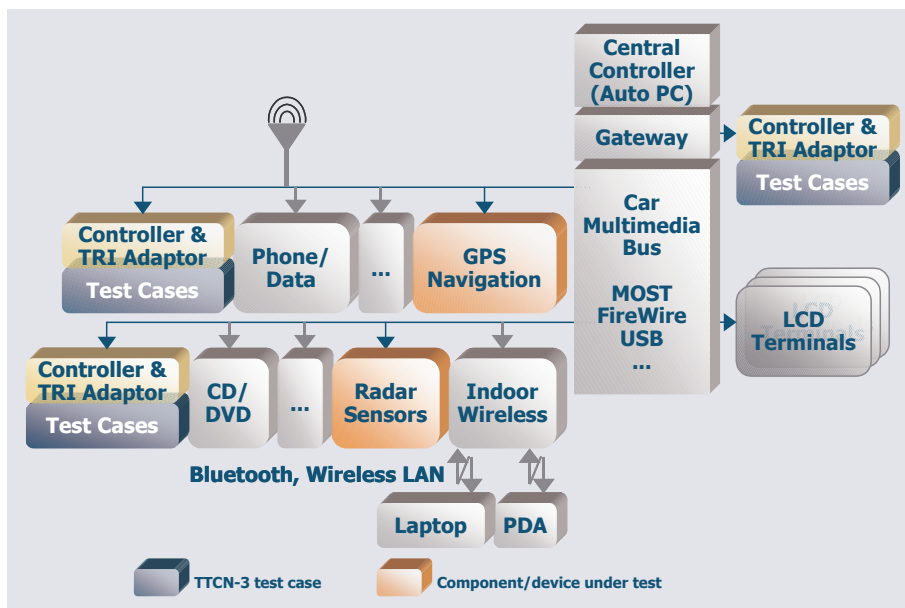 Central
Controller
(Auto PC)
Gateway
Controller &
TRI Adaptor
Test Cases
Car
Multimedia
Bus
MOST
FireWire
USB
...
Controller &
TRI Adaptor
Test Cases
Phone/
Data
...
GPS
Navigation
LCD
Terminals
LCD
Terminals
Controller &
TRI Adaptor
Test Cases
CD/
DVD
...
Radar
Sensors
Indoor
Wireless
Bluetooth, Wireless LAN
Laptop
PDA
TTCN-3 test case
Component/device under test